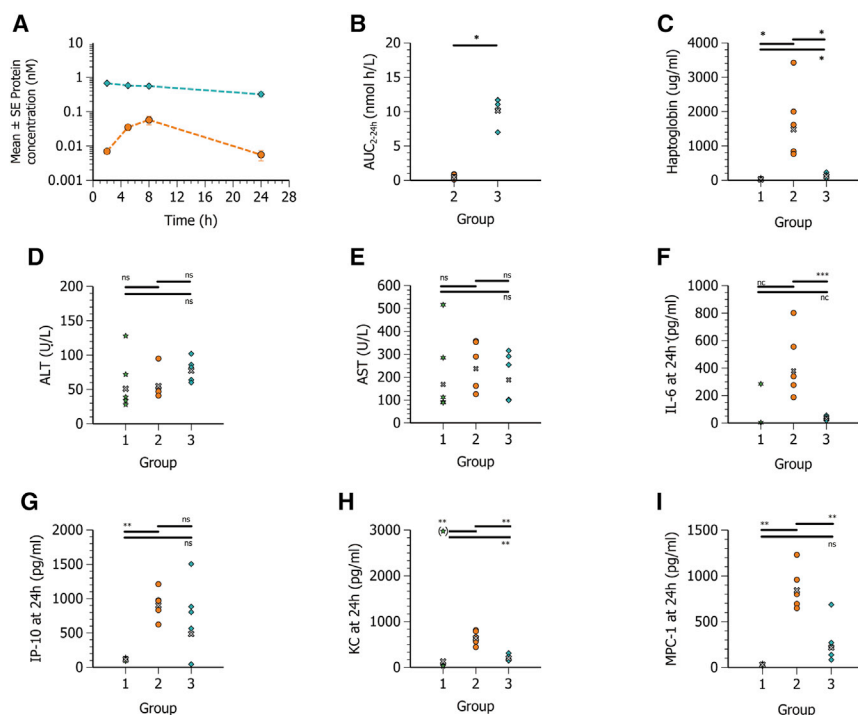 A
Mean ± SE Protein
concentration (nM)
10
1
0.1
0.01
0.001
0 4 8 12 16 20 24 28
Time (h)
B
*
AUC2-24h (nmol h/L)
20
15
10
5
0
2 3
Group
C
* *
*
Haptoglobin (ug/ml)
4000
3000
2000
1000
0
1 2 3
Group
D
ns ns
ns
ALT (U/L)
200
150
100
50
0
1 2 3
Group
E
ns ns
ns
AST (U/L)
600
500
400
300
200
100
0
1 2 3
Group
F
nc ***
nc
IL-6 at 24h (pg/ml)
1000
800
600
400
200
0
1 2 3
Group
G
** ns
ns
IP-10 at 24h (pg/ml)
2000
1500
1000
500
0
1 2 3
Group
H
** **
(*)
**
KC at 24h (pg/ml)
3000
2000
1000
0
1 2 3
Group
I
** **
ns
MPC-1 at 24h (pg/ml)
1500
1000
500
0
1 2 3
Group